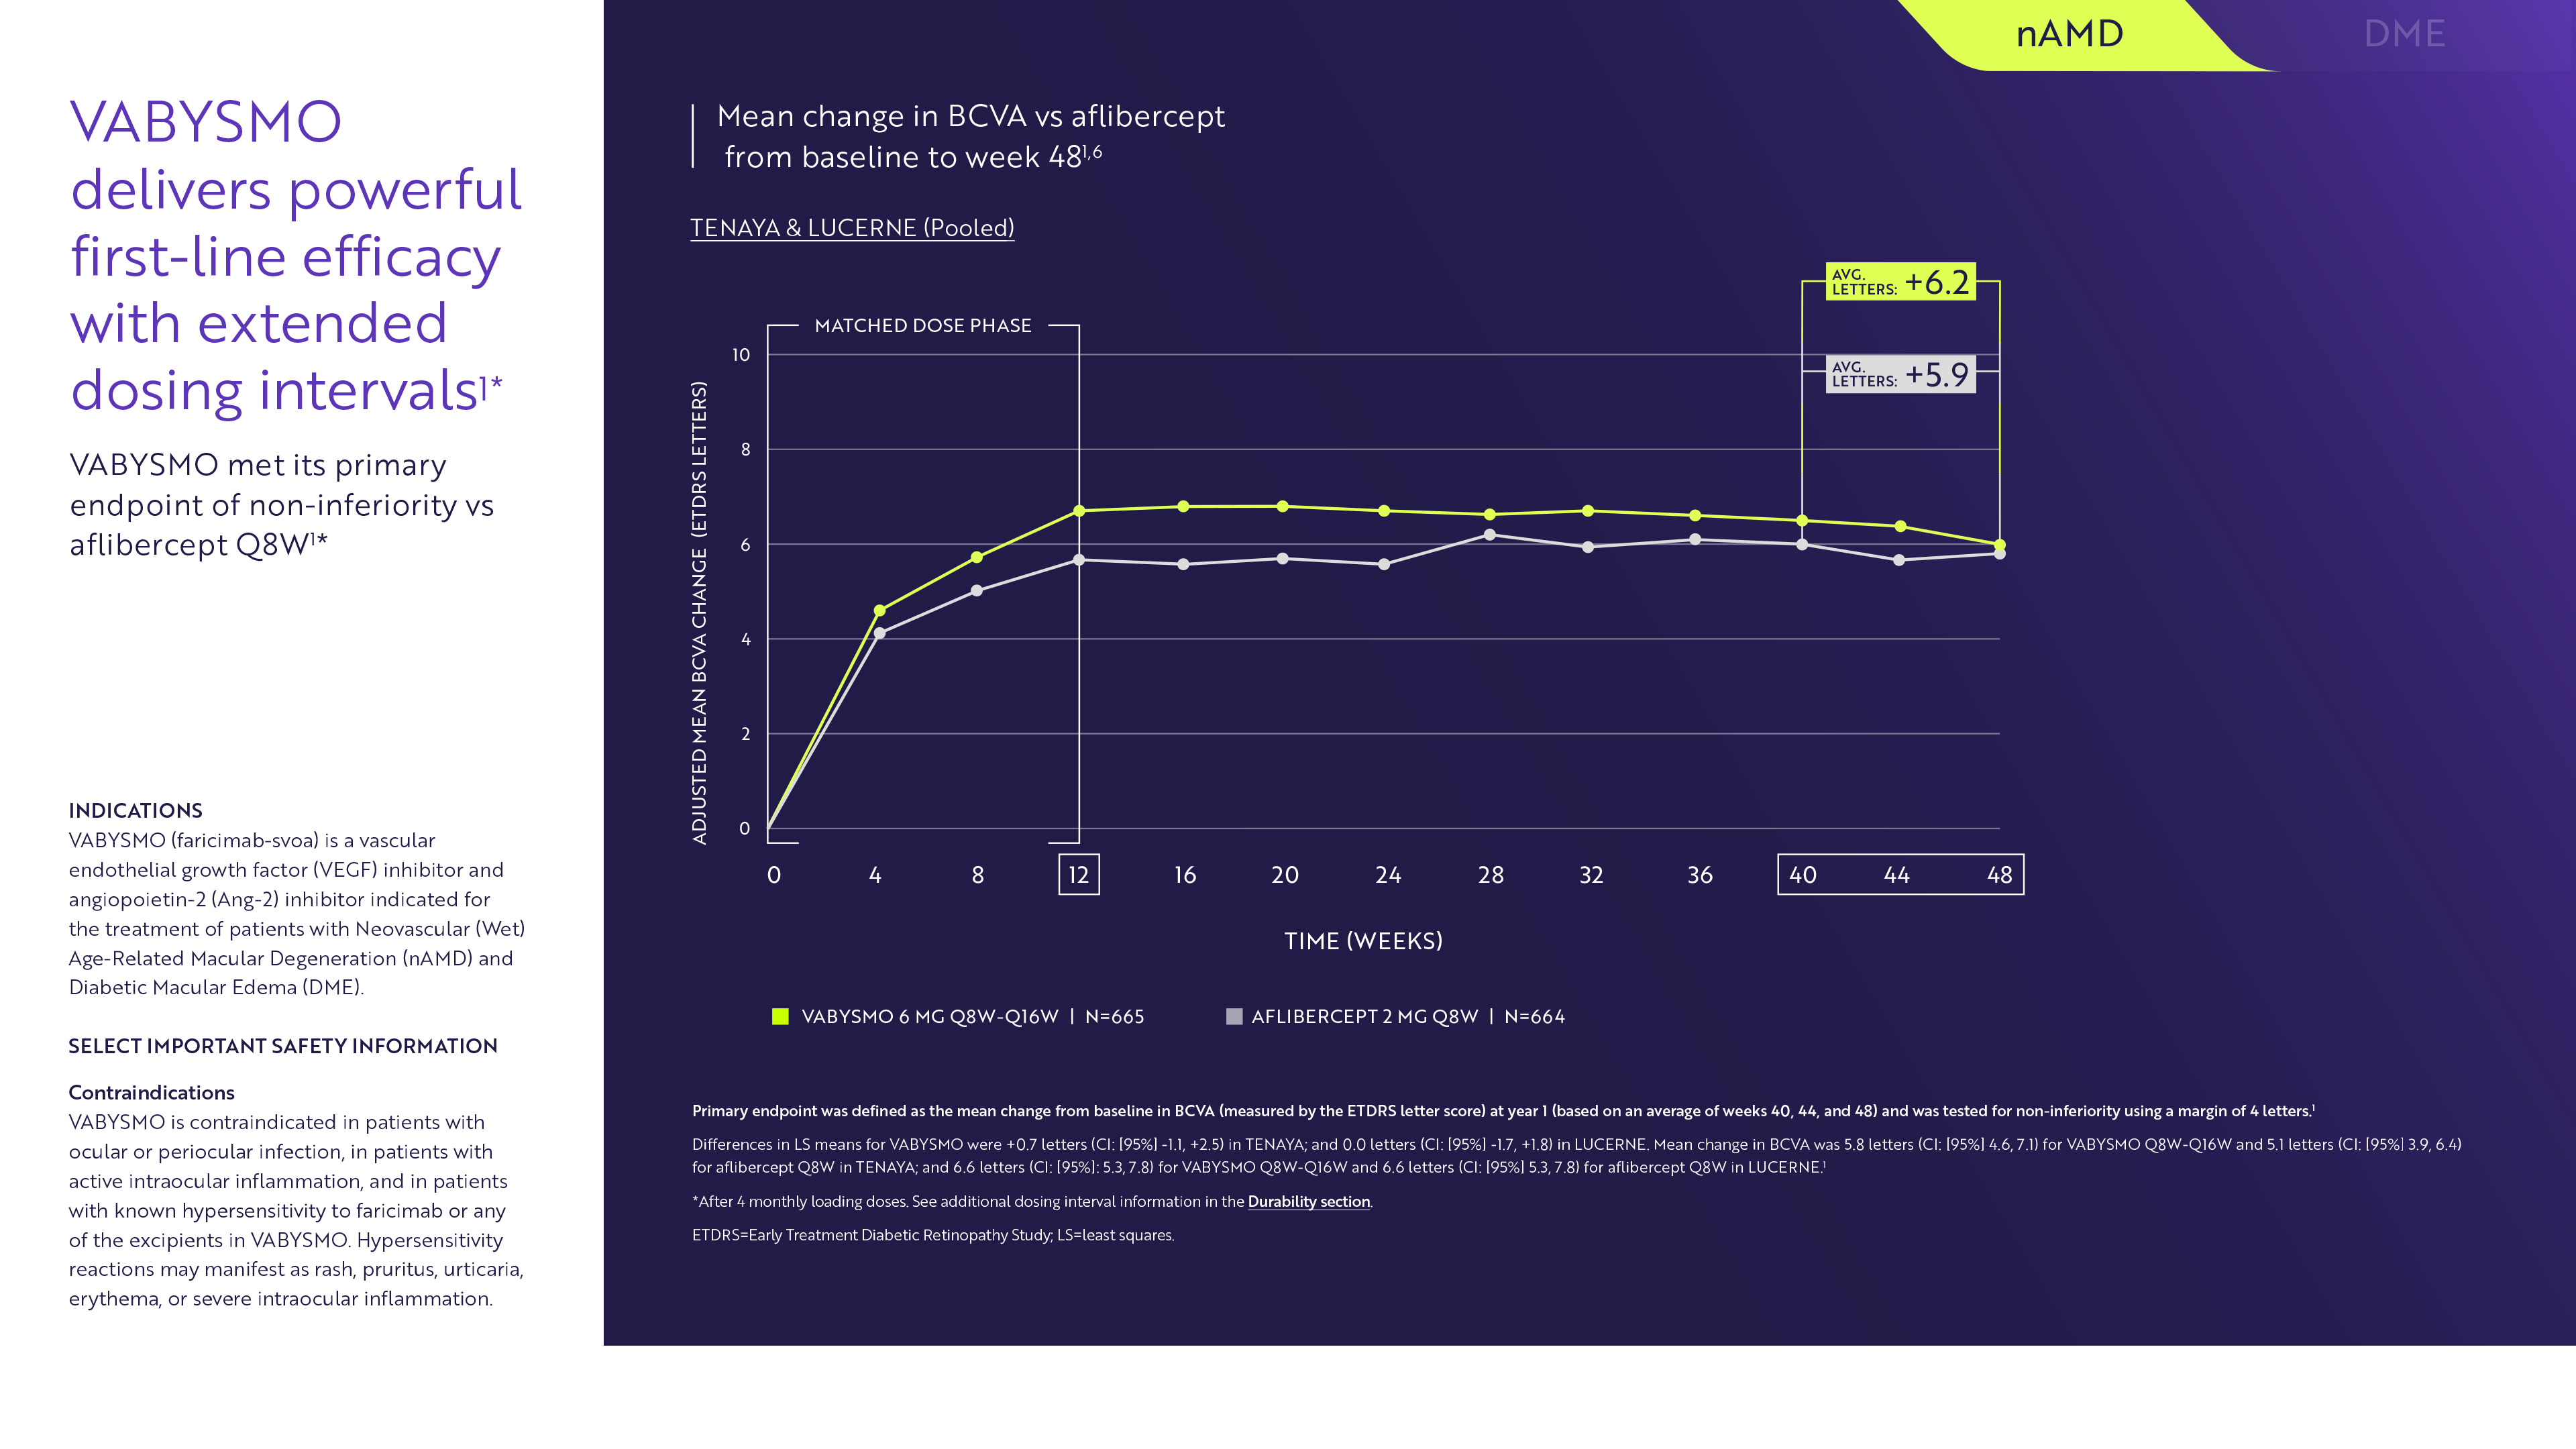 nAMD
DME
VABYSMO
delivers powerful
first-line efficacy
with extended
dosing intervals1*
VABYSMO met its primary
endpoint of non-inferiority vs
aflibercept Q8W1*
INDICATIONS
VABYSMO (faricimab-svoa) is a vascular
endothelial growth factor (VEGF) inhibitor and
angiopoietin-2 (Ang-2) inhibitor indicated for
the treatment of patients with Neovascular (Wet)
Age-Related Macular Degeneration (nAMD) and
Diabetic Macular Edema (DME).
SELECT IMPORTANT SAFETY INFORMATION
Contraindications
VABYSMO is contraindicated in patients with
ocular or periocular infection, in patients with
active intraocular inflammation, and in patients
with known hypersensitivity to faricimab or any
of the excipients in VABYSMO. Hypersensitivity
reactions may manifest as rash, pruritus, urticaria,
erythema, or severe intraocular inflammation.
Mean change in BCVA vs aflibercept
from baseline to week 481,6
TENAYA & LUCERNE (Pooled)
AVG. LETTERS: +6.2
MATCHED DOSE PHASE
AVG. LETTERS: +5.9
ADJUSTED MEAN BCVA CHANGE (ETDRS LETTERS)
10
8
6
4
2
0
0 4 8 12 16 20 24 28 32 36 40 44 48
TIME (WEEKS)
VABYSMO 6 MG Q8W-Q16W | N=665
AFLIBERCEPT 2 MG Q8W | N=664
Primary endpoint was defined as the mean change from baseline in BCVA (measured by the ETDRS letter score) at year 1 (based on an average of weeks 40, 44, and 48) and was tested for non-inferiority using a margin of 4 letters.1
Differences in LS means for VABYSMO were +0.7 letters (CI: [95%] -1.1, +2.5) in TENAYA; and 0.0 letters (CI: [95%] -1.7, +1.8) in LUCERNE. Mean change in BCVA was 5.8 letters (CI: [95%] 4.6, 7.1) for VABYSMO Q8W-Q16W and 5.1 letters (CI: [95%] 3.9, 6.4)
for aflibercept Q8W in TENAYA; and 6.6 letters (CI: [95%]: 5.3, 7.8) for VABYSMO Q8W-Q16W and 6.6 letters (CI: [95%] 5.3, 7.8) for aflibercept Q8W in LUCERNE.1
*After 4 monthly loading doses. See additional dosing interval information in the Durability section.
ETDRS=Early Treatment Diabetic Retinopathy Study; LS=least squares.